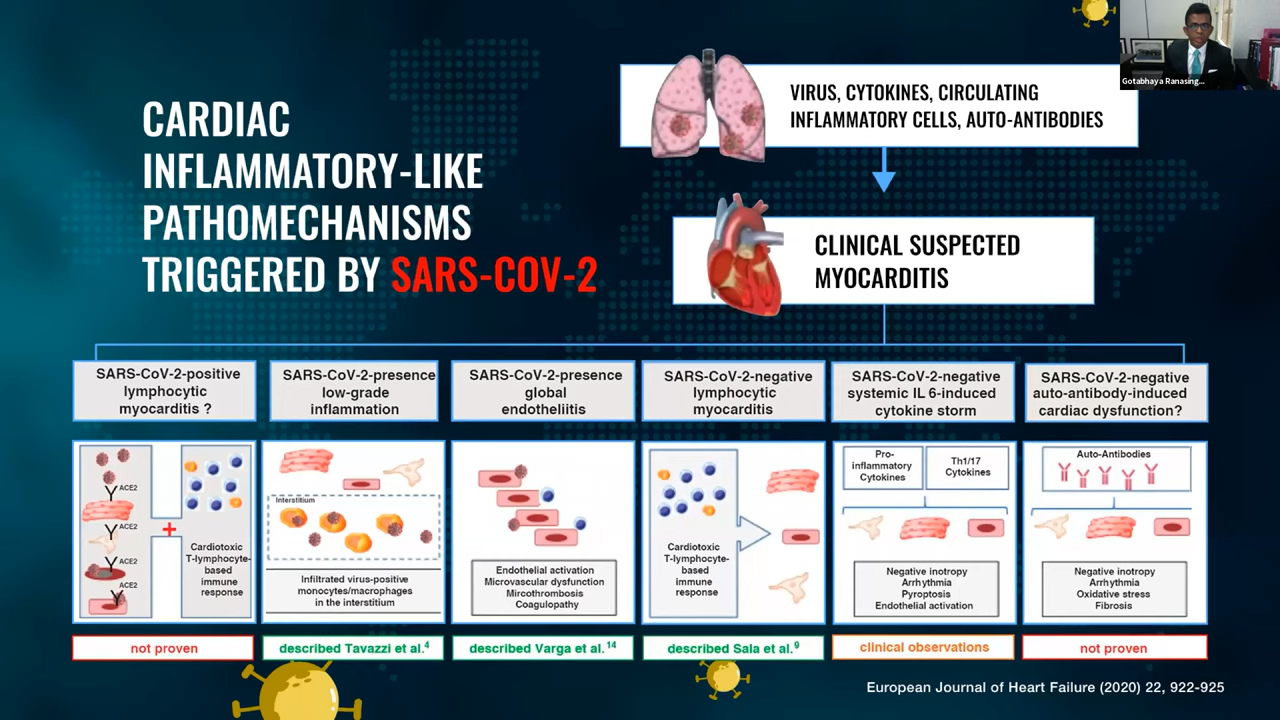 Gotabhaya Ranasing...
CARDIAC
INFLAMMATORY-LIKE
PATHOMECHANISMS
TRIGGERED BY SARS-COV-2
VIRUS, CYTOKINES, CIRCULATING
INFLAMMATORY CELLS, AUTO-ANTIBODIES
CLINICAL SUSPECTED
MYOCARDITIS
SARS-CoV-2-positive
lymphocytic
myocarditis ?
SARS-CoV-2-presence
low-grade
inflammation
SARS-CoV-2-presence
global
endotheliitis
SARS-CoV-2-negative
lymphocytic
myocarditis
SARS-CoV-2-negative
systemic IL 6-induced
cytokine storm
SARS-CoV-2-negative
auto-antibody-induced
cardiac dysfunction?
ACE2
ACE2
ACE2
ACE2
+
Cardiotoxic
T-lymphocyte-
based
immune
response
Interstitium
Infiltrated virus-positive
monocytes/macrophages
in the interstitium
Endothelial activation
Microvascular dysfunction
Mircothrombosis
Coagulopathy
Cardiotoxic
T-lymphocyte-
based
immune
response
Pro-
inflammatory
Cytokines
Th1/17
Cytokines
Negative inotropy
Arrhythmia
Pyroptosis
Endothelial activation
Auto-Antibodies
Negative inotropy
Arrhythmia
Oxidative stress
Fibrosis
not proven
described Tavazzi et al.4
described Varga et al.14
described Sala et al.9
clinical observations
not proven
European Journal of Heart Failure (2020) 22, 922-925